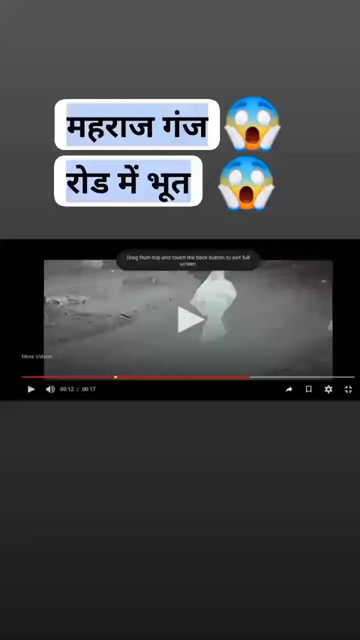 महराज गंज
रोड में भूत
Drag from top and touch the back button to exit full
screen.
More Videos
00:12 / 00:17